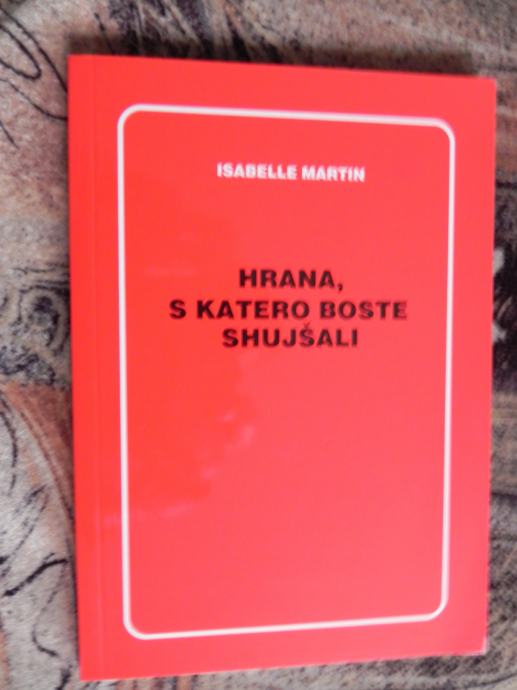 ISABELLE MARTIN
HRANA,
S KATERO BOSTE
SHUJŠALI